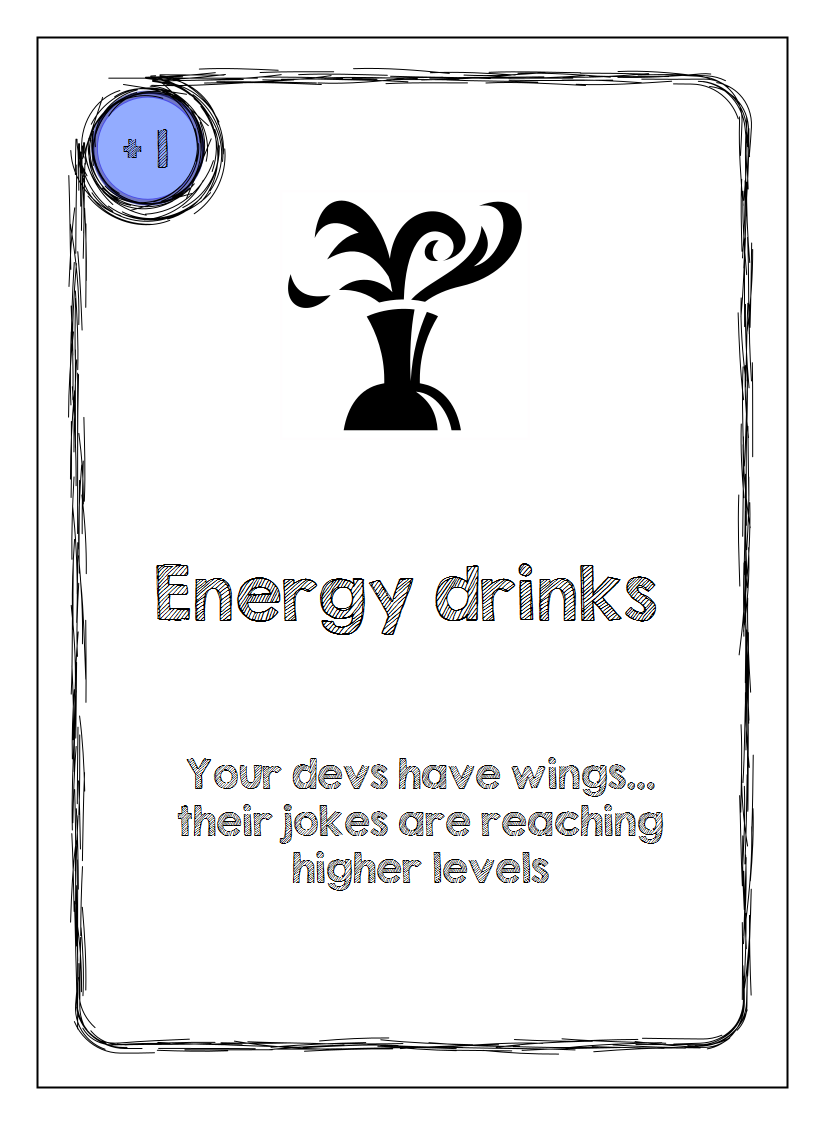 +1
Energy drinks
Your devs have wings...
their jokes are reaching
higher levels